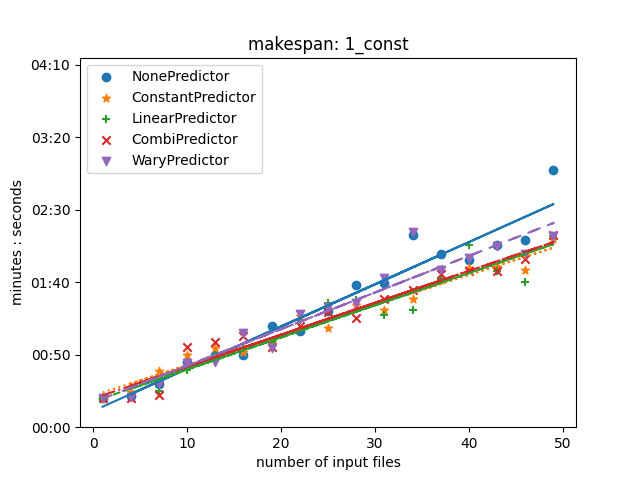 makespan: 1_const
04:10
03:20
02:30
01:40
00:50
00:00
minutes : seconds
NonePredictor
ConstantPredictor
LinearPredictor
CombiPredictor
WaryPredictor
0 10 20 30 40 50
number of input files